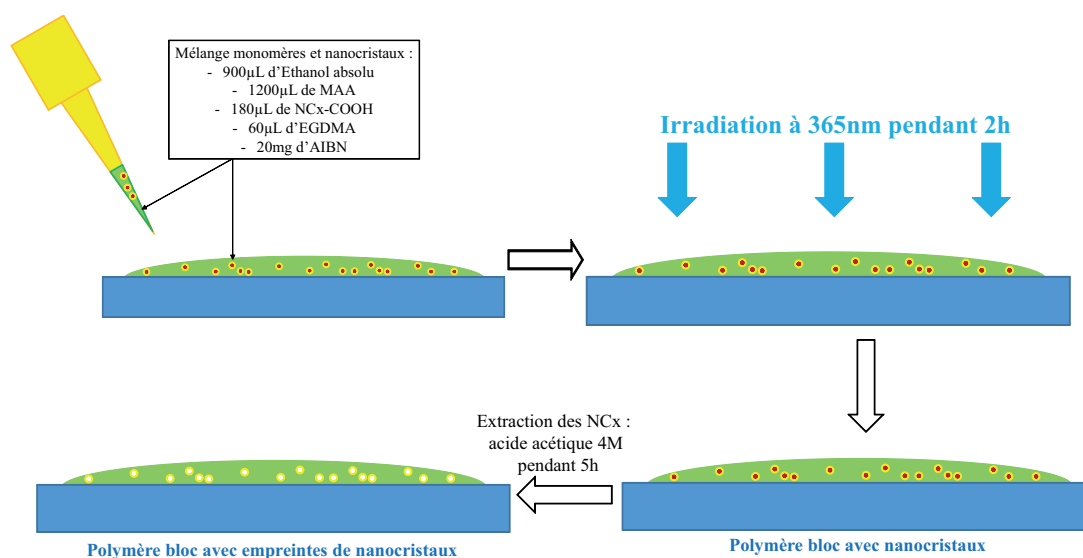 Mélange monomères et nanocristaux :
- 900µL d'Ethanol absolu
- 1200µL de MAA
- 180µL de NCx-COOH
- 60µL d'EGDMA
- 20mg d'AIBN
Irradiation à 365nm pendant 2h
Extraction des NCx :
acide acétique 4M
pendant 5h
Polymère bloc avec empreintes de nanocristaux
Polymère bloc avec nanocristaux